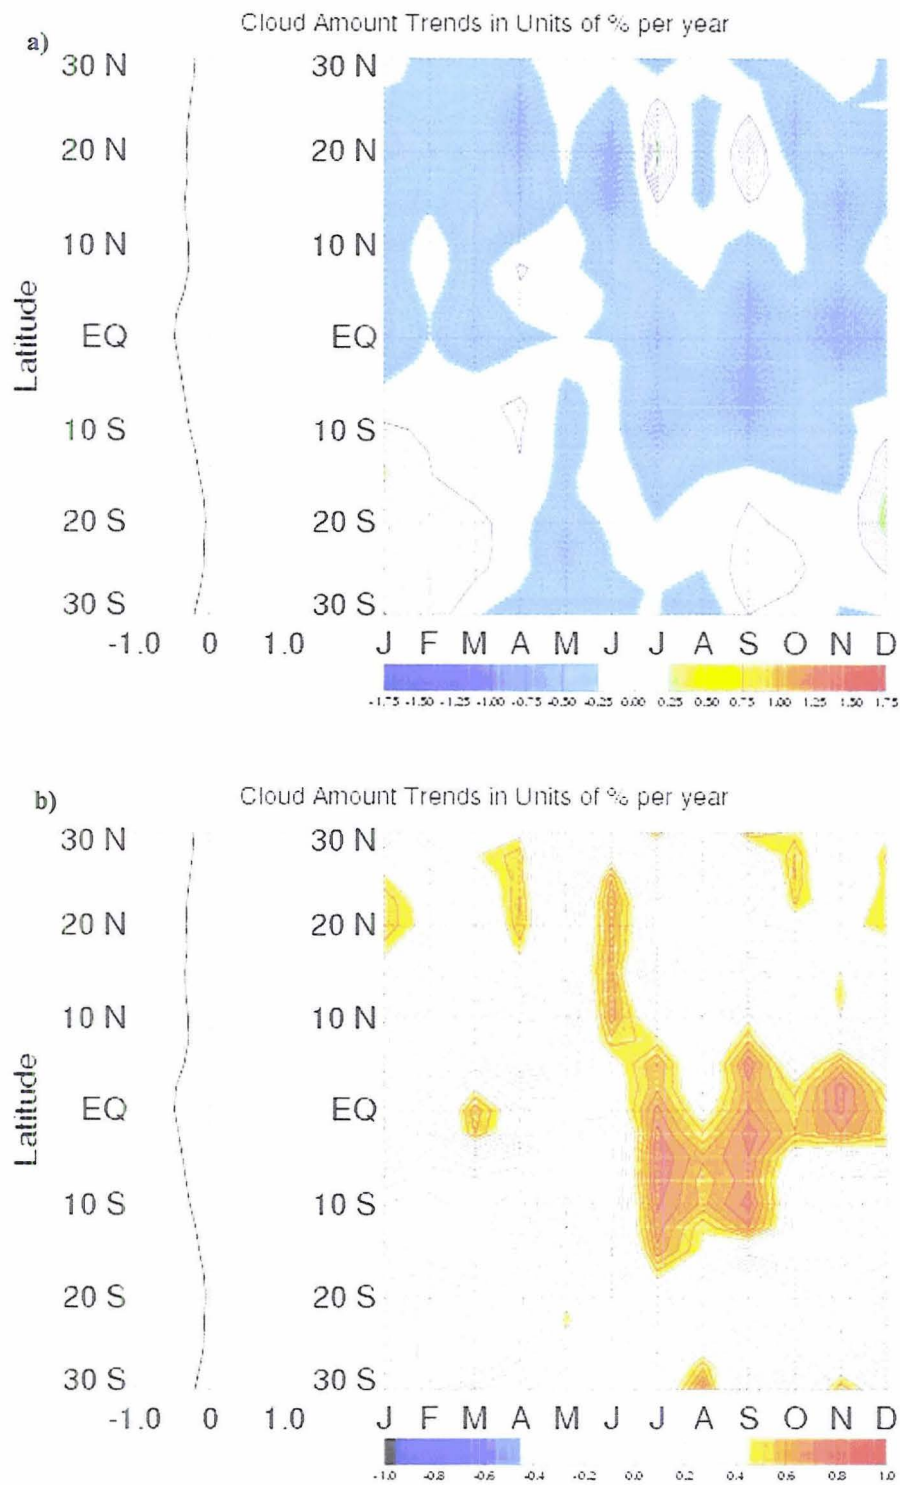 Cloud Amount Trends in Units of % per year
a)
30 N 30 N
20 N 20 N
10 N 10 N
Latitude
EQ EQ
10 S 10 S
20 S 20 S
30 S 30 S
-1.0 0 1.0 J F M A M J J A S O N D
-1.75 -1.50 -1.25 -1.00 -0.75 -0.50 -0.25 0.00 0.25 0.50 0.75 1.00 1.25 1.50 1.75
Cloud Amount Trends in Units of % per year
b)
30 N 30 N
20 N 20 N
10 N 10 N
Latitude
EQ EQ
10 S 10 S
20 S 20 S
30 S 30 S
-1.0 0 1.0 J F M A M J J A S O N D
-1.0 -0.8 -0.6 -0.4 -0.2 0.0 0.2 0.4 0.6 0.8 1.0